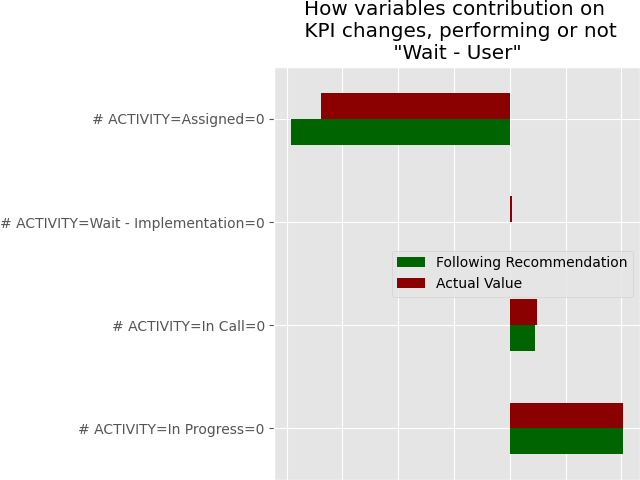 How variables contribution on
KPI changes, performing or not
"Wait - User"
# ACTIVITY=Assigned=0
# ACTIVITY=Wait - Implementation=0
Following Recommendation
Actual Value
# ACTIVITY=In Call=0
# ACTIVITY=In Progress=0